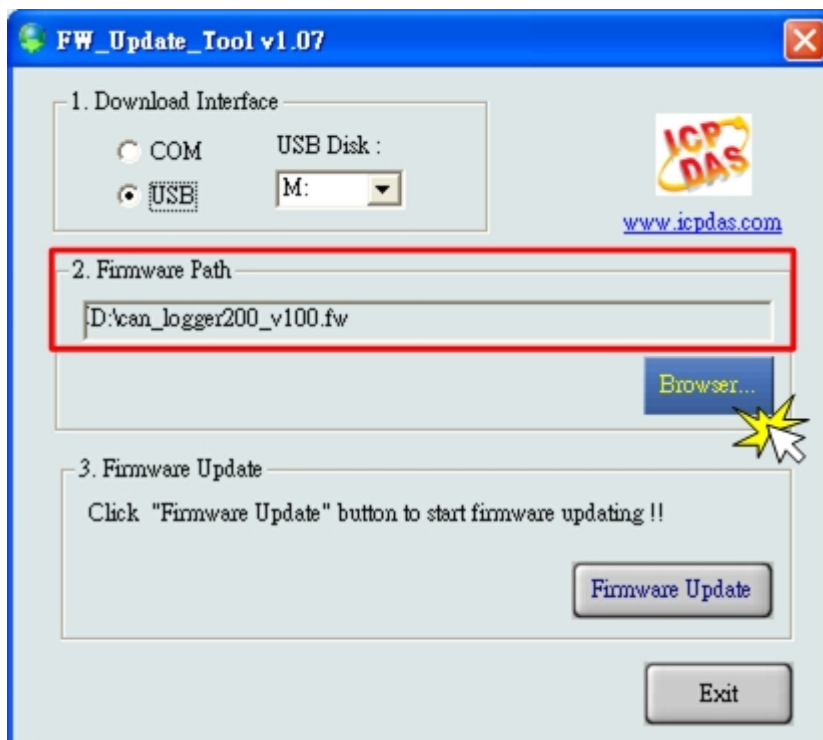 FW_Update_Tool v1.07
1. Download Interface
COM
USB Disk :
USB
M:
ICP
DAS
www.icpdas.com
2. Firmware Path
D:\can_logger200_v100.fw
Browser...
3. Firmware Update
Click "Firmware Update" button to start firmware updating !!
Firmware Update
Exit